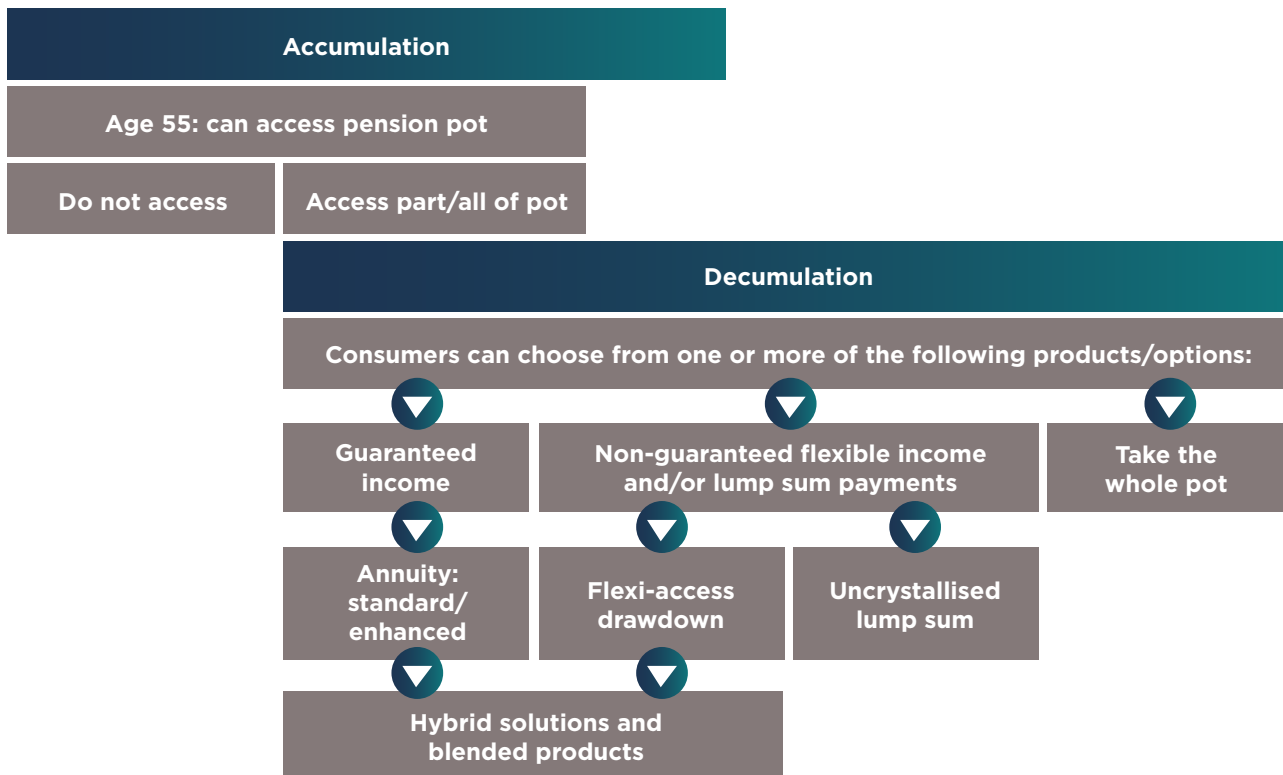 Accumulation
Age 55: can access pension pot
Do not access
Access part/all of pot
Decumulation
Consumers can choose from one or more of the following products/options:
Guaranteed
income
Non-guaranteed flexible income
and/or lump sum payments
Take the
whole pot
Annuity:
standard/
enhanced
Flexi-access
drawdown
Uncrystallised
lump sum
Hybrid solutions and
blended products